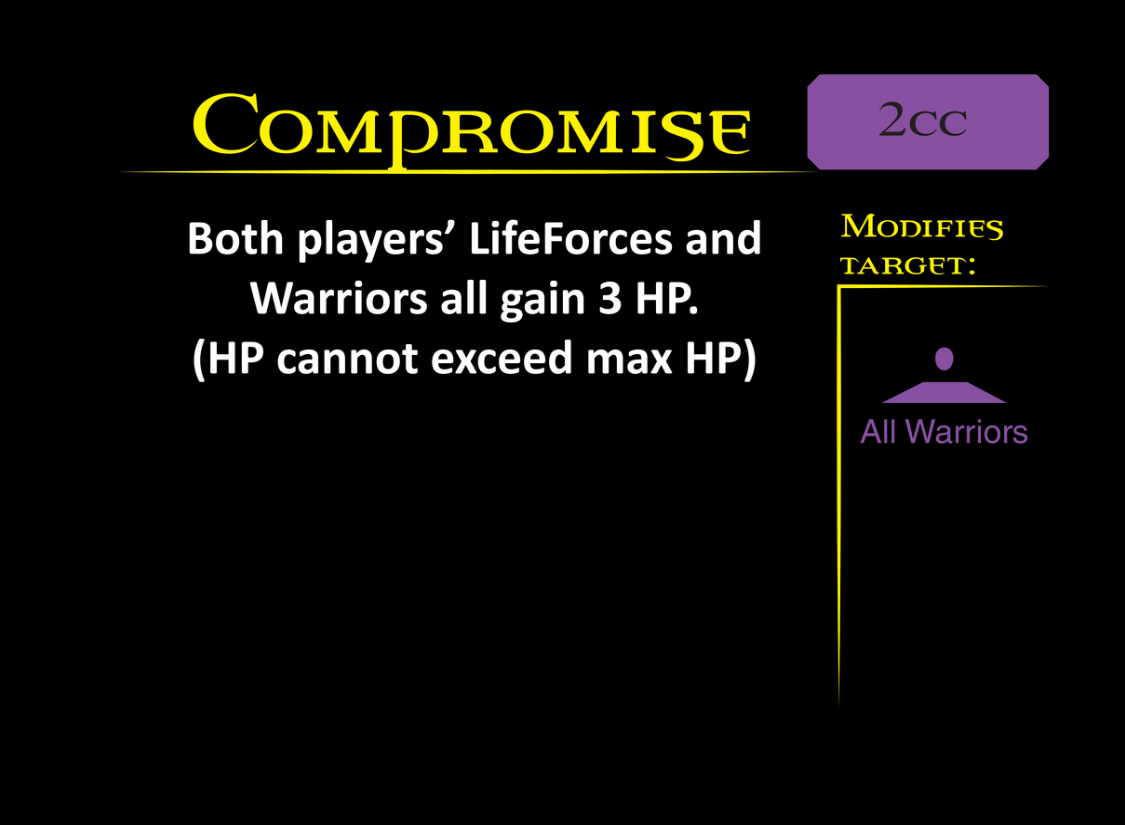 Compromise
2cc
Both players’ LifeForces and
Warriors all gain 3 HP.
(HP cannot exceed max HP)
Modifies
target:
All Warriors